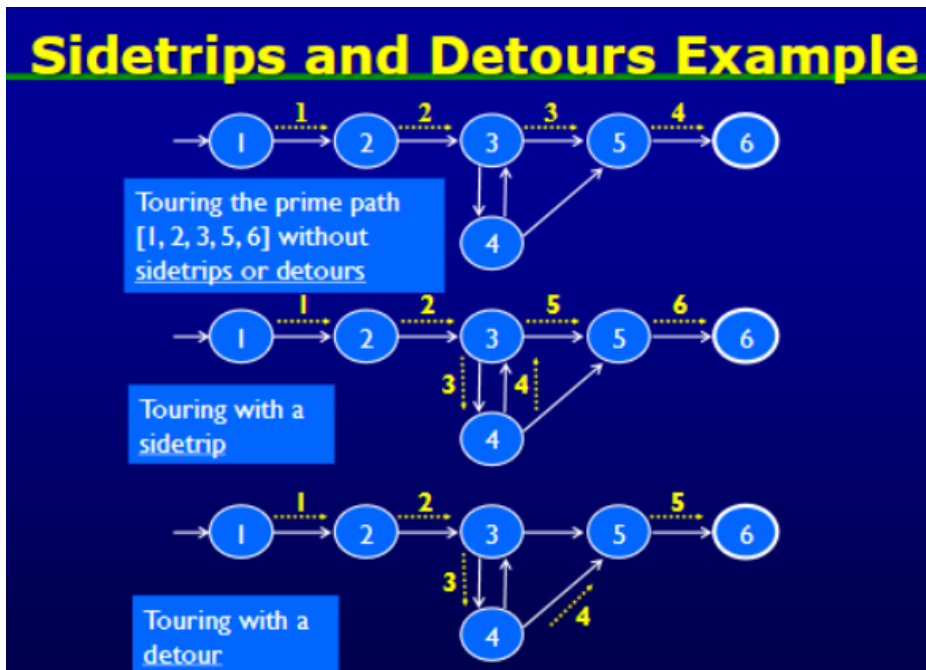 Sidetrips and Detours Example
1 2 3 4
1 2 3 5 6
Touring the prime path
[1, 2, 3, 5, 6] without
sidetrips or detours
4
1 2 5 6
1 2 3 5 6
3 4
Touring with a
sidetrip
4
1 2 5
1 2 3 5 6
3
4
Touring with a
detour
4